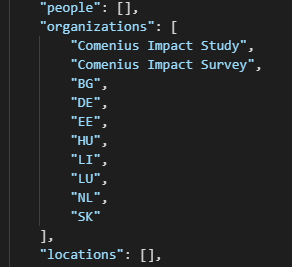 "people": [],
"organizations": [
"Comenius Impact Study",
"Comenius Impact Survey",
"BG",
"DE",
"EE",
"HU",
"LI",
"LU",
"NL",
"SK"
],
"locations": [],